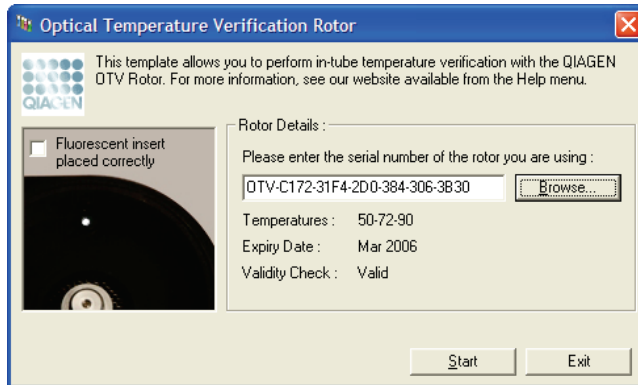 Optical Temperature Verification Rotor
This template allows you to perform in-tube temperature verification with the QIAGEN
OTV Rotor. For more information, see our website available from the Help menu.
QIAGEN
Fluorescent insert
placed correctly
Rotor Details :
Please enter the serial number of the rotor you are using :
OTV-C172-31F4-2D0-384-306-3B30
Browse...
Temperatures : 50-72-90
Expiry Date : Mar 2006
Validity Check : Valid
Start Exit